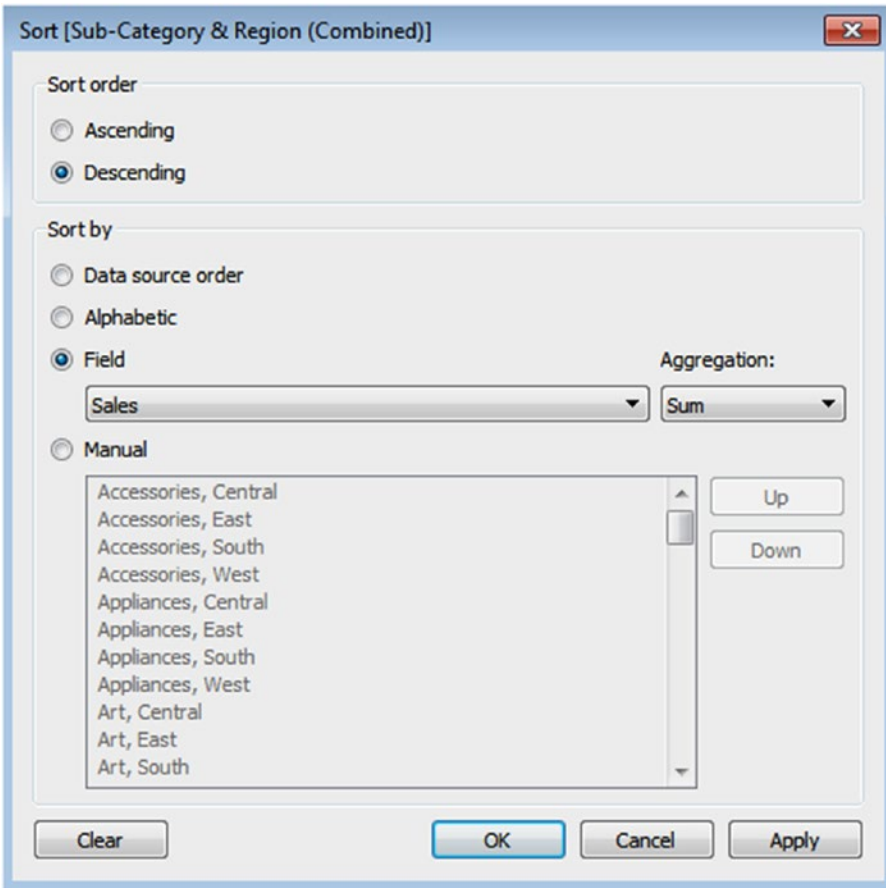 Sort [Sub-Category & Region (Combined)]
Sort order
Ascending
Descending
Sort by
Data source order
Alphabetic
Field
Aggregation:
Sales
Sum
Manual
Accessories, Central
Accessories, East
Accessories, South
Accessories, West
Appliances, Central
Appliances, East
Appliances, South
Appliances, West
Art, Central
Art, East
Art, South
Up
Down
Clear
OK
Cancel
Apply